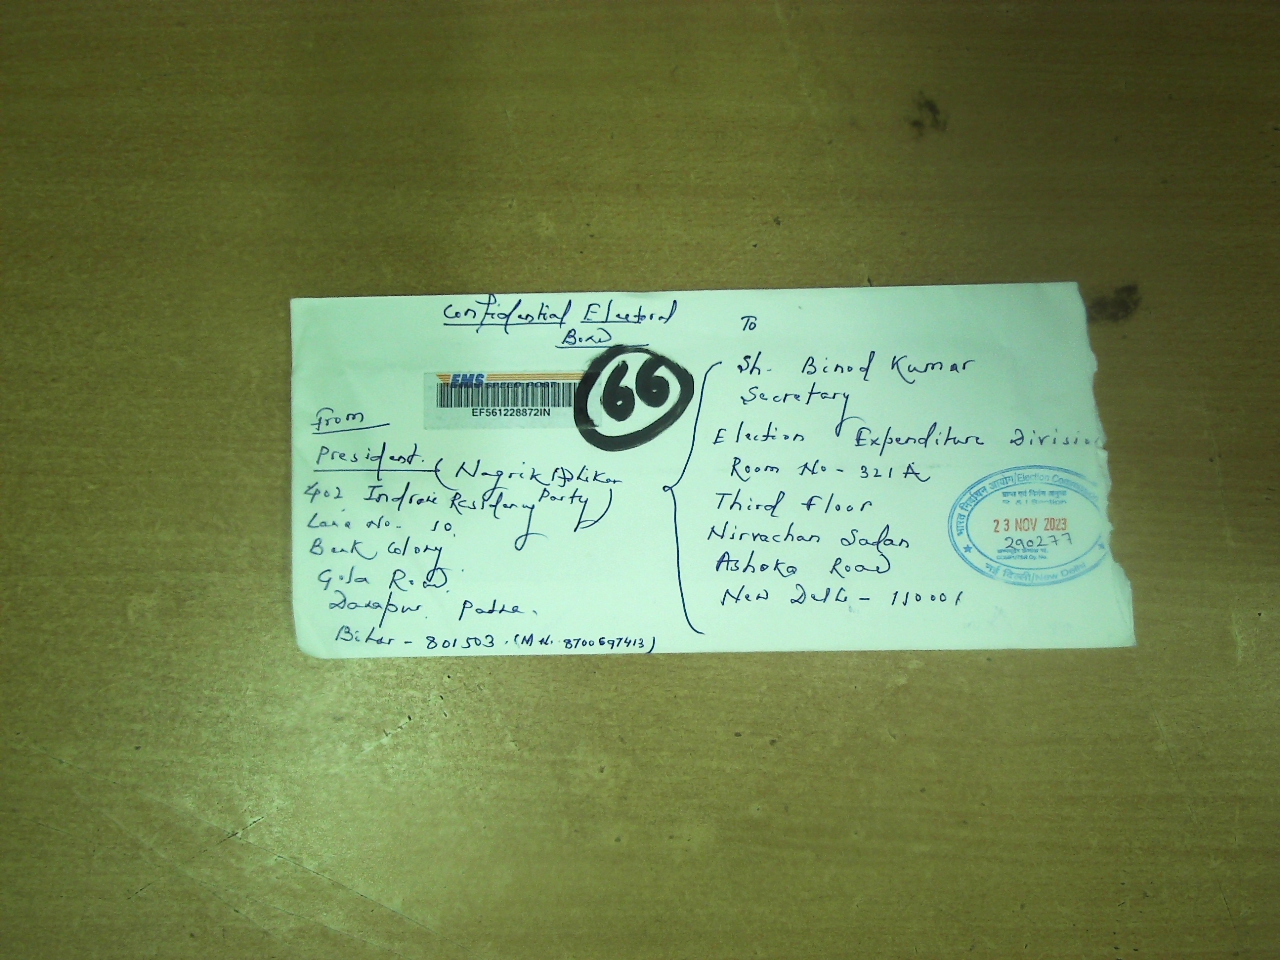 Confidential Electoral
Bond
EMS SPEED POST
EF561228872IN
66
From
President (Nagrik Adhikar
Party)
402 Indrani Residency
Lane No. 10
Bank Colony
Gola Road
Danapur Patna.
Bihar - 801503. (M N. 8700697413)
To
Sh. Binod Kumar
Secretary
Election Expenditure Division
Room No - 321 A
Third Floor
Nirvachan Sadan
Ashoka Road
New Delhi - 110001
भारत निर्वाचन आयोग/Election Commission
23 NOV 2023
290277
नई दिल्ली/New Delhi